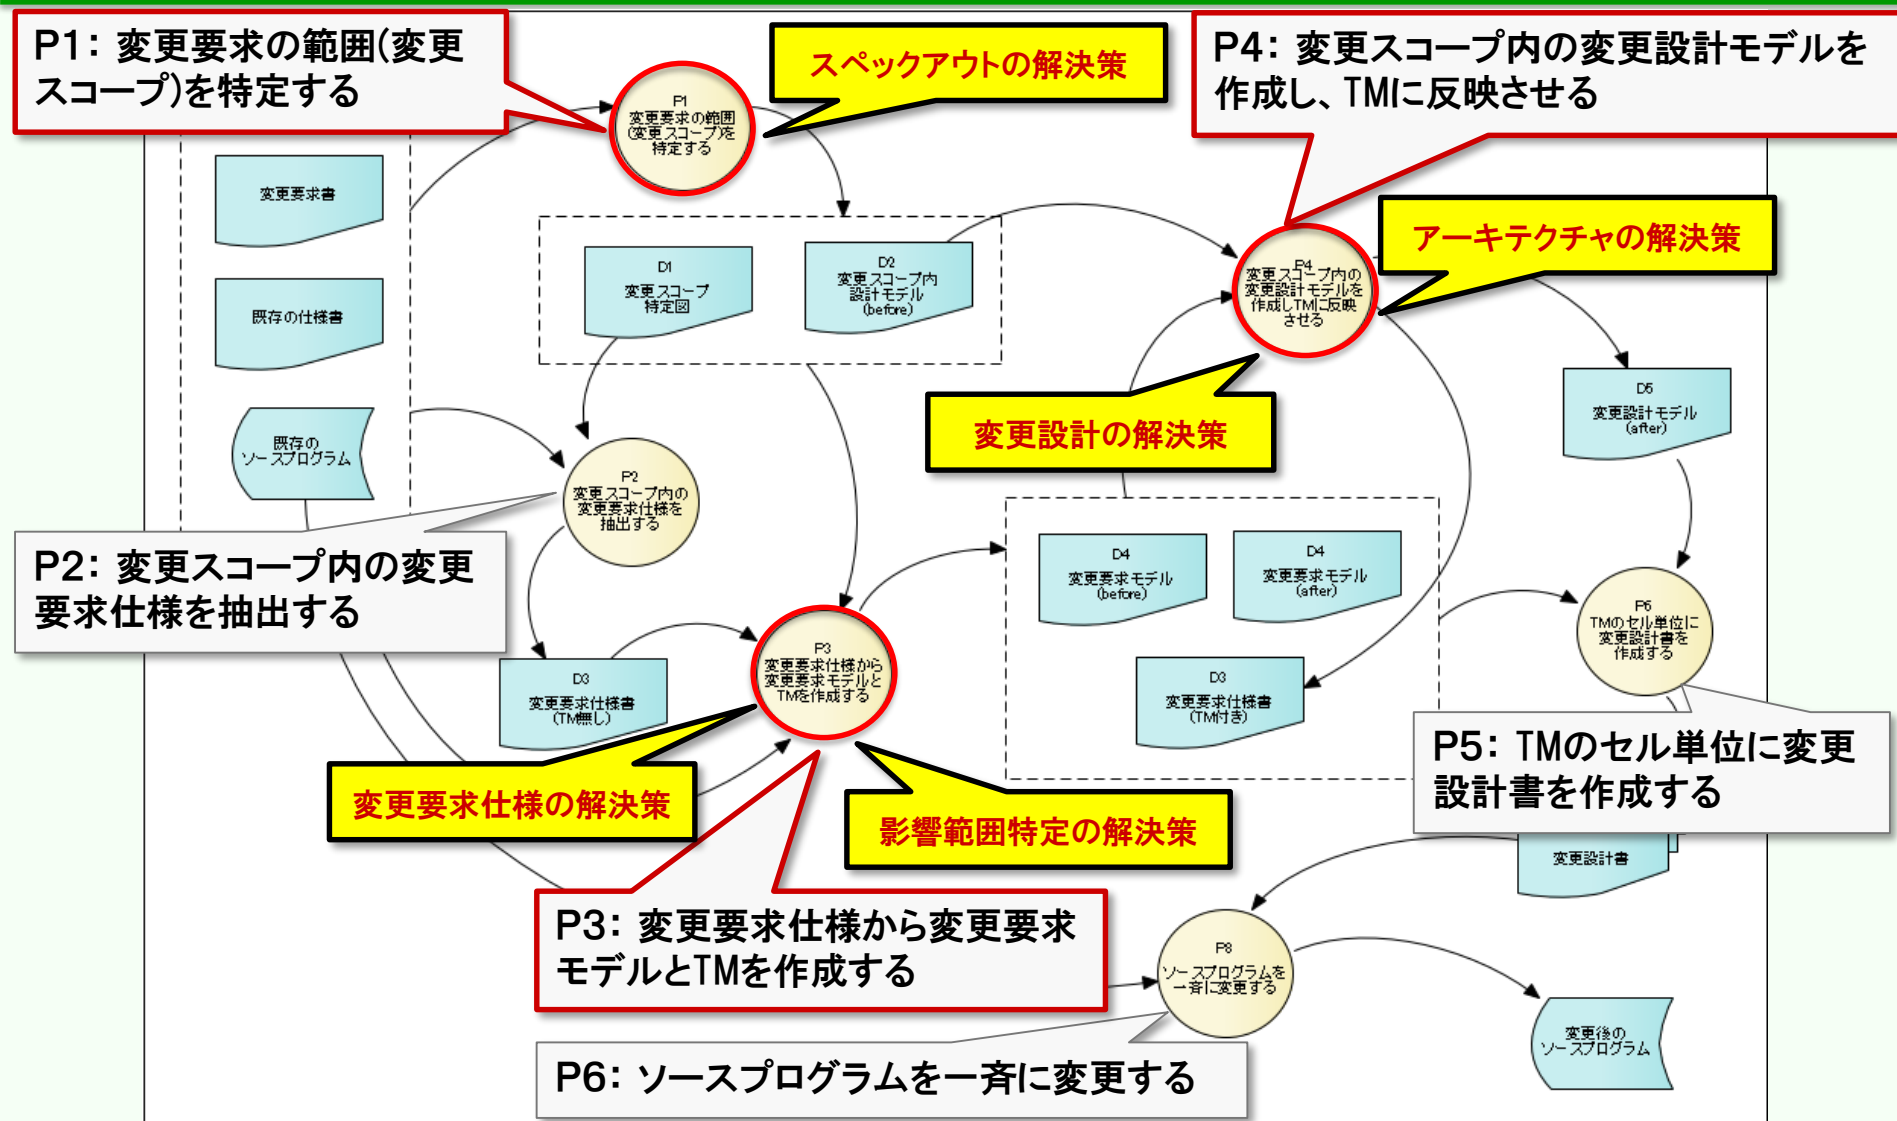 P1：変更要求の範囲(変更
スコープ)を特定する
スペックアウトの解決策
P4：変更スコープ内の変更設計モデルを
作成し、TMに反映させる
P1
変更要求の範囲
(変更スコープ)を
特定する
変更要求書
既存の仕様書
既存の
ソースプログラム
D1
変更スコープ
特定図
D2
変更スコープ内
設計モデル
(before)
アーキテクチャの解決策
P4
変更スコープ内の
変更設計モデルを
作成しTMに反映
させる
変更設計の解決策
D5
変更設計モデル
(after)
P2
変更スコープ内の
変更要求仕様を
抽出する
P2：変更スコープ内の変更
要求仕様を抽出する
D3
変更要求仕様書
(TM無し)
P3
変更要求仕様から
変更要求モデルと
TMを作成する
D4
変更要求モデル
(before)
D4
変更要求モデル
(after)
D3
変更要求仕様書
(TM付き)
P6
TMのセル単位に
変更設計書を
作成する
P5：TMのセル単位に変更
設計書を作成する
変更要求仕様の解決策
影響範囲特定の解決策
変更設計書
P3：変更要求仕様から変更要求
モデルとTMを作成する
P8
ソースプログラムを
一斉に変更する
P6：ソースプログラムを一斉に変更する
変更後の
ソースプログラム